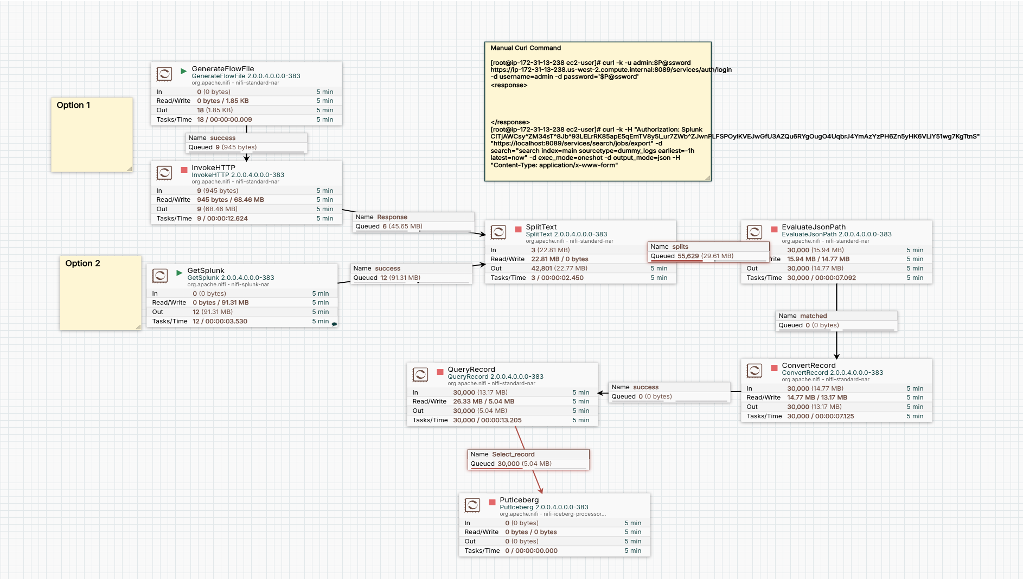 Manual Curl Command
[root@ip-172-31-13-238 ec2-user]# curl -k -u admin:$P@ssword
https://ip-172-31-13-238.us-west-2.compute.internal:8089/services/auth/login
-d username=admin -d password='$P@ssword'
<response>
</response>
[root@ip-172-31-13-238 ec2-user]# curl -k -H "Authorization: Splunk
"https://localhost:8089/services/search/jobs/export" -d
search="search index=main sourcetype=dummy_logs earliest=-1h
latest=now" -d exec_mode=oneshot -d output_mode=json -H
"Content-Type: application/x-www-form"
Option 1
GenerateFlowFile
GenerateFlowFile 2.0.0.4.0.0.0-383
org.apache.nifi - nifi-standard-nar
In 0 (0 bytes) 5 min
Read/Write 0 bytes / 1.85 KB 5 min
Out 18 (1.85 KB) 5 min
Tasks/Time 18 / 00:00:00.009 5 min
Name success
Queued 9 (945 bytes)
InvokeHTTP
InvokeHTTP 2.0.0.4.0.0.0-383
org.apache.nifi - nifi-standard-nar
In 9 (945 bytes) 5 min
Read/Write 945 bytes / 68.46 MB 5 min
Out 9 (68.46 MB) 5 min
Tasks/Time 9 / 00:00:12.624 5 min
Name Response
Queued 6 (45.65 MB)
Option 2
GetSplunk
GetSplunk 2.0.0.4.0.0.0-383
org.apache.nifi - nifi-splunk-nar
In 0 (0 bytes) 5 min
Read/Write 0 bytes / 91.31 MB 5 min
Out 12 (91.31 MB) 5 min
Tasks/Time 12 / 00:00:03.530 5 min
Name success
Queued 12 (91.31 MB)
SplitText
SplitText 2.0.0.4.0.0.0-383
org.apache.nifi - nifi-standard-nar
In 3 (22.81 MB)
Read/Write 22.81 MB / 0 bytes
Out 42,801 (22.77 MB) 5 min
Tasks/Time 3 / 00:00:02.450 5 min
Name splits
Queued 55,629 (29.61 MB)
EvaluateJsonPath
EvaluateJsonPath 2.0.0.4.0.0.0-383
org.apache.nifi - nifi-standard-nar
30,000 (15.94 MB) 5 min
15.94 MB / 14.77 MB 5 min
Out 30,000 (14.77 MB) 5 min
Tasks/Time 30,000 / 00:00:07.092 5 min
Name matched
Queued 0 (0 bytes)
ConvertRecord
ConvertRecord 2.0.0.4.0.0.0-383
org.apache.nifi - nifi-standard-nar
In 30,000 (14.77 MB) 5 min
Read/Write 14.77 MB / 13.17 MB 5 min
Out 30,000 (13.17 MB) 5 min
Tasks/Time 30,000 / 00:00:07.125 5 min
Name success
Queued 0 (0 bytes)
QueryRecord
QueryRecord 2.0.0.4.0.0.0-383
org.apache.nifi - nifi-standard-nar
In 30,000 (13.17 MB) 5 min
Read/Write 26.33 MB / 5.04 MB 5 min
Out 30,000 (5.04 MB) 5 min
Tasks/Time 30,000 / 00:00:13.205 5 min
Name Select_record
Queued 30,000 (5.04 MB)
PutIceberg
PutIceberg 2.0.0.4.0.0.0-383
org.apache.nifi - nifi-iceberg-processor...
In 0 (0 bytes) 5 min
Read/Write 0 bytes / 0 bytes 5 min
Out 0 (0 bytes) 5 min
Tasks/Time 0 / 00:00:00.000 5 min